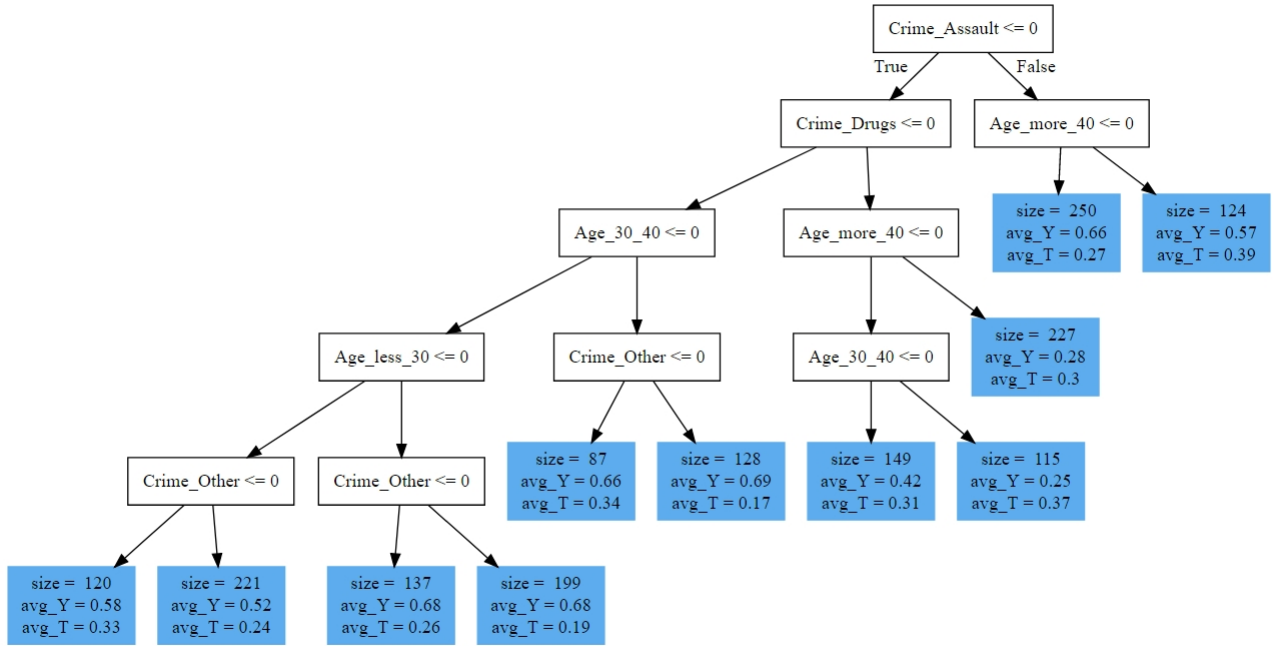 Crime_Assault <= 0
True
False
Crime_Drugs <= 0
Age_more_40 <= 0
Age_30_40 <= 0
Age_more_40 <= 0
size = 250
avg_Y = 0.66
avg_T = 0.27
size = 124
avg_Y = 0.57
avg_T = 0.39
Age_less_30 <= 0
Crime_Other <= 0
Age_30_40 <= 0
size = 227
avg_Y = 0.28
avg_T = 0.3
Crime_Other <= 0
Crime_Other <= 0
size = 87
avg_Y = 0.66
avg_T = 0.34
size = 128
avg_Y = 0.69
avg_T = 0.17
size = 149
avg_Y = 0.42
avg_T = 0.31
size = 115
avg_Y = 0.25
avg_T = 0.37
size = 120
avg_Y = 0.58
avg_T = 0.33
size = 221
avg_Y = 0.52
avg_T = 0.24
size = 137
avg_Y = 0.68
avg_T = 0.26
size = 199
avg_Y = 0.68
avg_T = 0.19